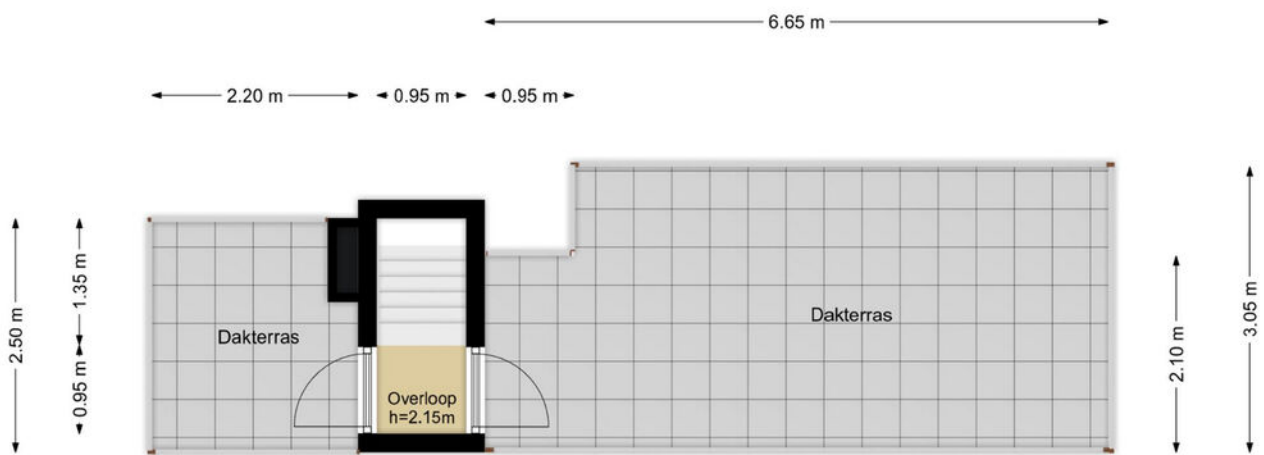 6.65 m
2.20 m
0.95 m
0.95 m
2.50 m
1.35 m
0.95 m
Dakterras
Overloop
h=2.15m
Dakterras
2.10 m
3.05 m